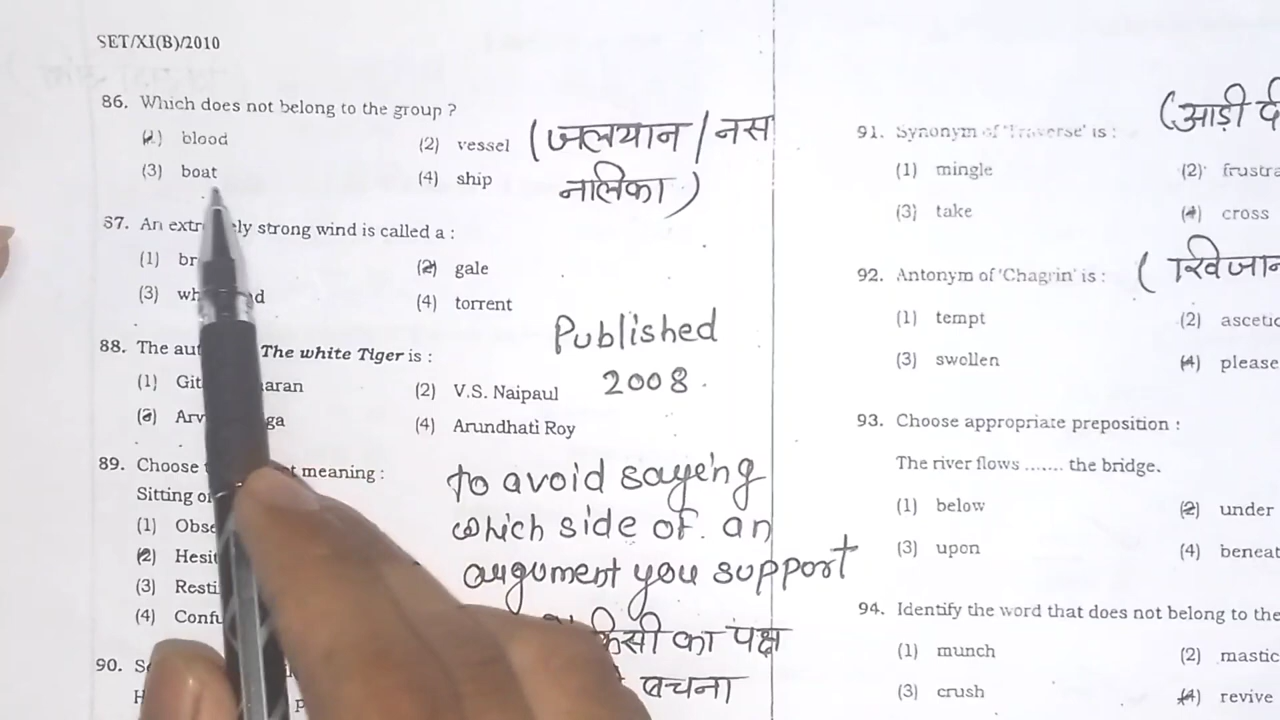 SET/XI(B)/2010
86. Which does not belong to the group ?
(1) blood
(2) vessel
(जलयान / नस
(3) boat
(4) ship
नालिका)
87. An extr ly strong wind is called a :
(1) br
(2) gale
(3) wh d
(4) torrent
88. The aut The white Tiger is :
Published
(1) Git aran
(2) V.S. Naipaul
2008.
(3) Arv ga
(4) Arundhati Roy
89. Choose meaning :
to avoid sayeng
Sitting o
which side of. an
(1) Obse
argument you support
(2) Hesit
(3) Resti
(4) Confu
किसी का पक्ष
बचना
90. S
H
p
91. Synonym of 'Traverse' is :
(आड़ी द
(1) mingle
(2) frustra
(3) take
(4) cross
92. Antonym of 'Chagrin' is :
( खिजान
(1) tempt
(2) ascetic
(3) swollen
(4) please
93. Choose appropriate preposition :
The river flows ....... the bridge.
(1) below
(2) under
(3) upon
(4) beneat
94. Identify the word that does not belong to the
(1) munch
(2) mastic
(3) crush
(4) revive